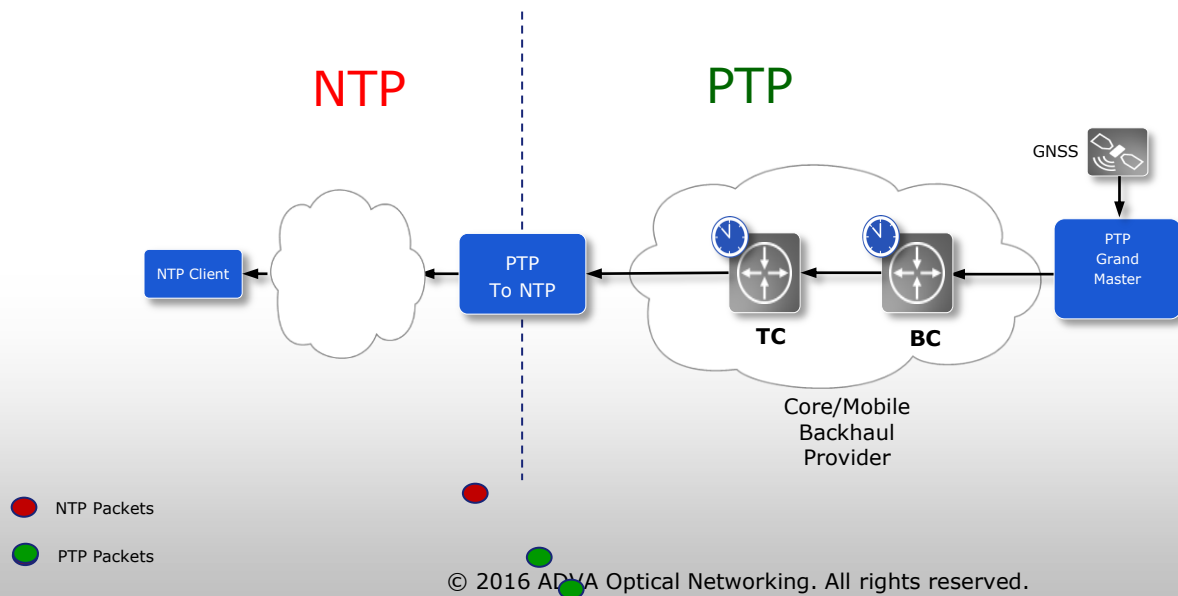 NTP
PTP
GNSS
PTP
Grand
Master
NTP Client
PTP
To NTP
TC
BC
Core/Mobile
Backhaul
Provider
NTP Packets
PTP Packets
© 2016 ADVA Optical Networking. All rights reserved.